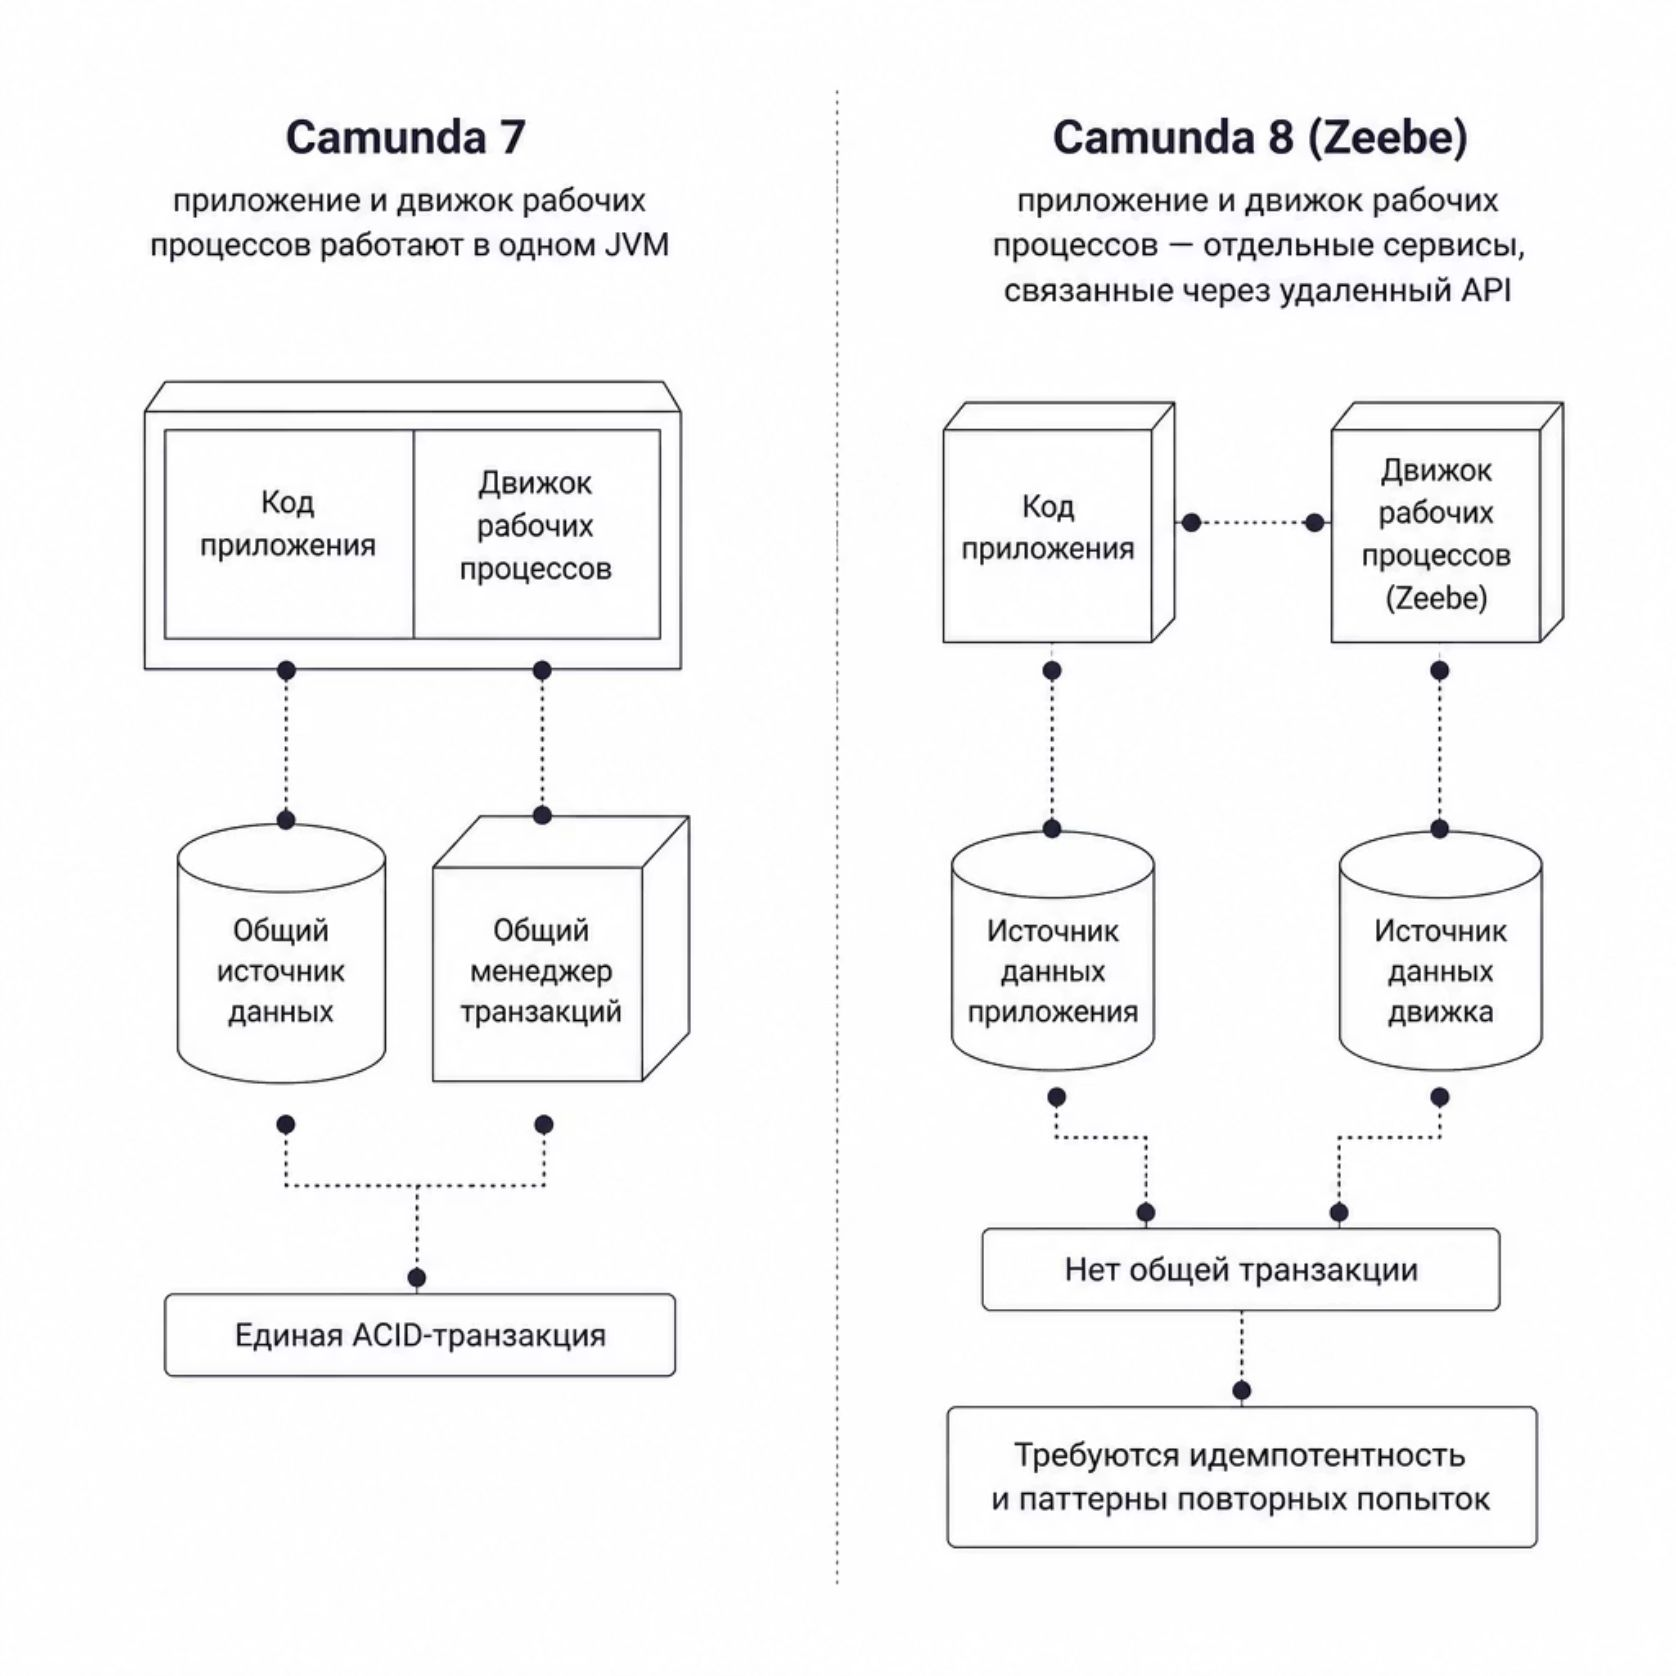 Camunda 7
приложение и движок рабочих
процессов работают в одном JVM
Код
приложения
Движок
рабочих
процессов
Общий
источник
данных
Общий
менеджер
транзакций
Единая ACID-транзакция
Camunda 8 (Zeebe)
приложение и движок рабочих
процессов — отдельные сервисы,
связанные через удаленный API
Код
приложения
Движок
рабочих
процессов
(Zeebe)
Источник
данных
приложения
Источник
данных
движка
Нет общей транзакции
Требуются идемпотентность
и паттерны повторных попыток